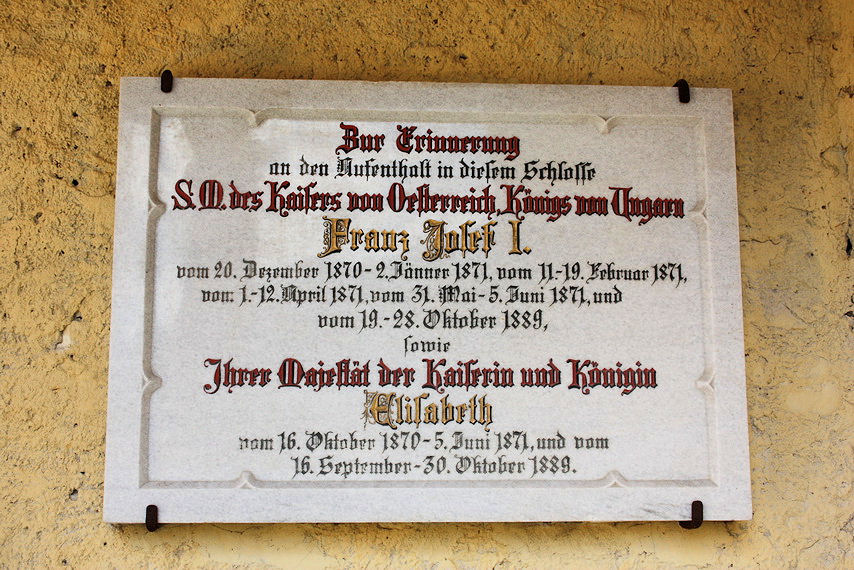 Zur Erinnerung
an den Aufenthalt in diesem Schlosse
S.M. des Kaisers von Oesterreich, Königs von Ungarn
Franz Josef I.
vom 20. Dezember 1870-2. Jänner 1871, vom 11.-19. Februar 1871,
vom 1.-12. April 1871, vom 31. Mai-5. Juni 1871, und
vom 19.-28. Oktober 1889,
sowie
Ihrer Majestät der Kaiserin und Königin
Elisabeth
vom 16. Oktober 1870-5. Juni 1871, und vom
16. September-30. Oktober 1889.